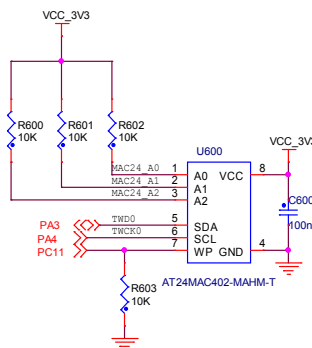 VCC_3V3
R600
10K
R601
10K
R602
10K
U600
VCC_3V3
MAC24_A0 1 A0 VCC 8
MAC24_A1 2 A1
MAC24_A2 3 A2
C600
100n
PA3 TWD0 5 SDA
PA4 TWCK0 6 SCL
PC11 7 WP GND 4
AT24MAC402-MAHM-T
R603
10K